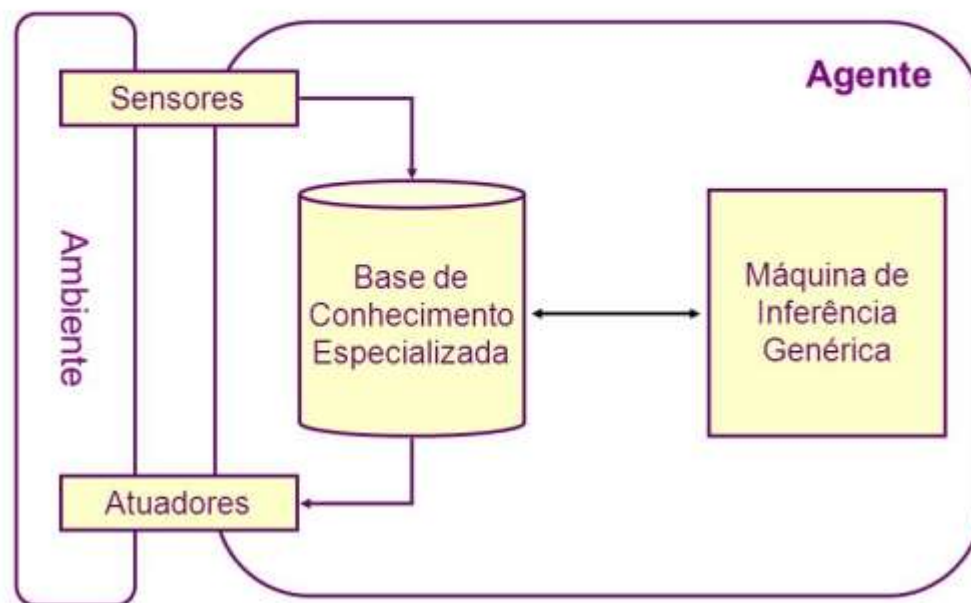 Agente
Sensores
Ambiente
Base de
Conhecimento
Especializada
Máquina de
Inferência
Genérica
Atuadores